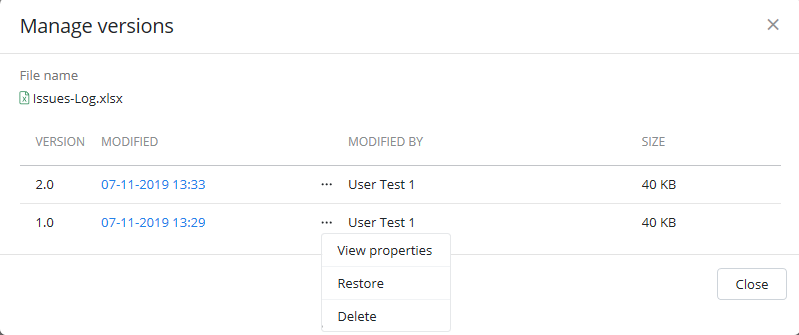 Manage versions
File name
Issues-Log.xlsx
VERSION MODIFIED MODIFIED BY SIZE
2.0 07-11-2019 13:33 ··· User Test 1 40 KB
1.0 07-11-2019 13:29 ··· User Test 1 40 KB
View properties
Restore
Delete
Close